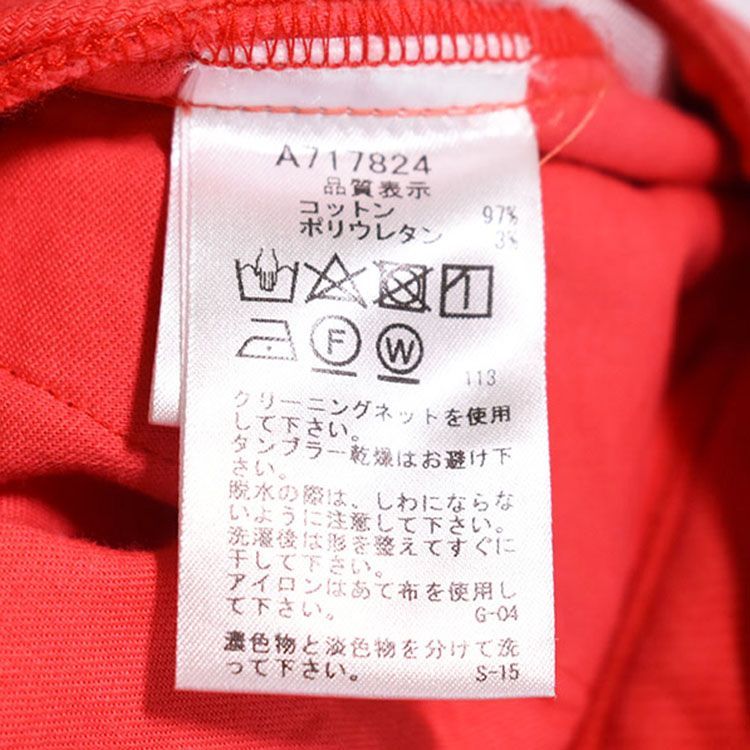 A717824
品質表示
コットン 97%
ポリウレタン 3%
F W
113
クリーニングネットを使用
して下さい。
タンブラー乾燥はお避け下
さい。
脱水の際は、しわにならな
いように注意して下さい。
洗濯後は形を整えてすぐに
干して下さい。
アイロンはあて布を使用し
て下さい。 G-04
濃色物と淡色物を分けて洗
って下さい。 S-15